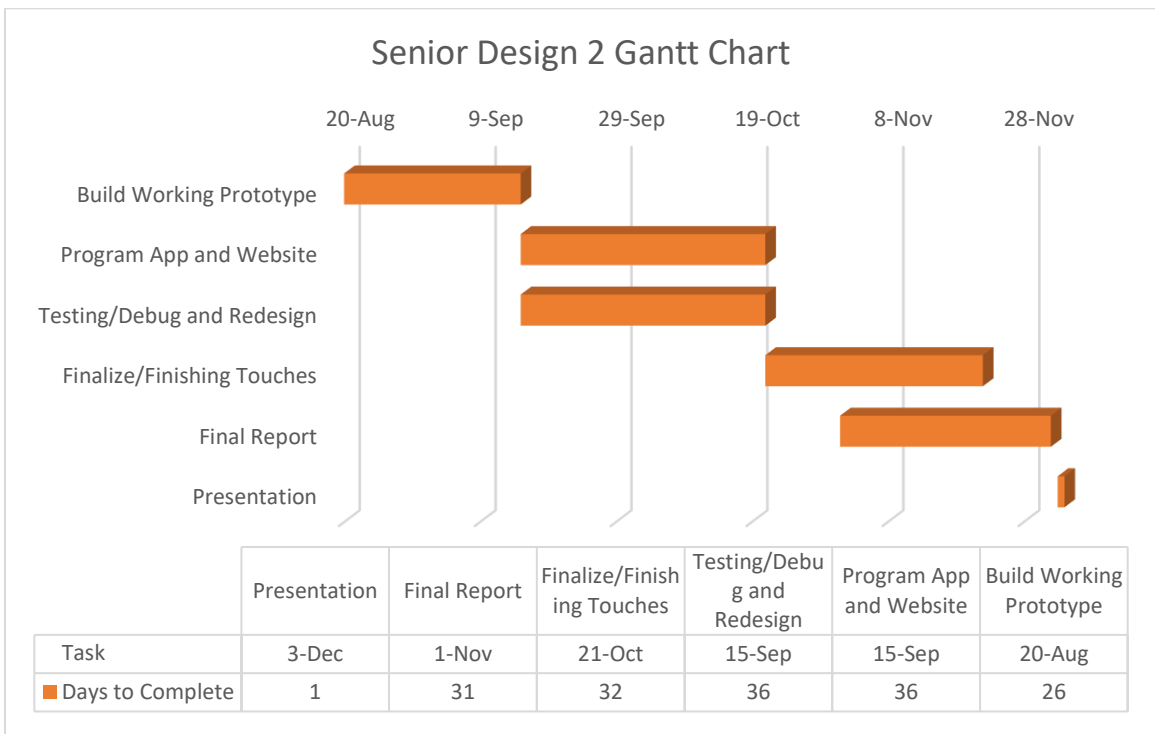 Senior Design 2 Gantt Chart
20-Aug 9-Sep 29-Sep 19-Oct 8-Nov 28-Nov
Build Working Prototype
Program App and Website
Testing/Debug and Redesign
Finalize/Finishing Touches
Final Report
Presentation
Presentation Final Report Finalize/Finish
ing Touches Testing/Debu
g and
Redesign Program App
and Website Build Working
Prototype
Task 3-Dec 1-Nov 21-Oct 15-Sep 15-Sep 20-Aug
Days to Complete 1 31 32 36 36 26